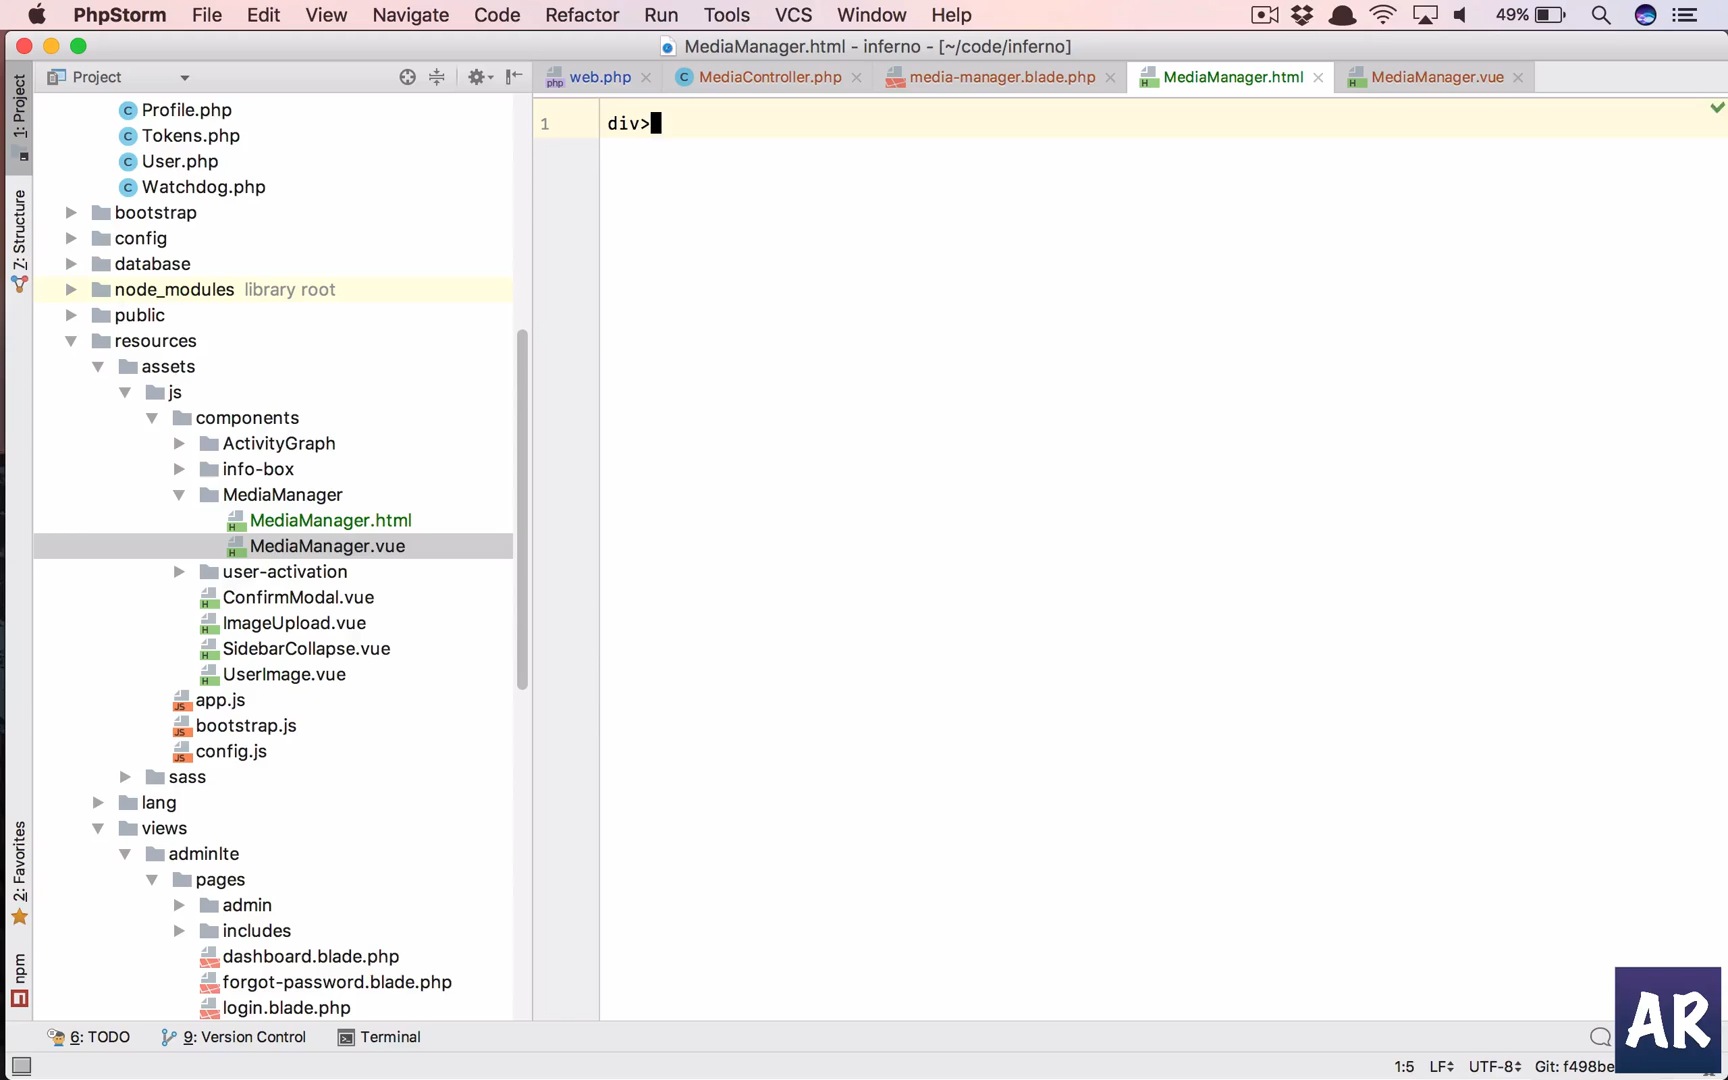 PhpStorm File Edit View Navigate Code Refactor Run Tools VCS Window Help 49%
MediaManager.html - inferno - [~/code/inferno]
Project
web.php MediaController.php media-manager.blade.php MediaManager.html MediaManager.vue
1: Project
7: Structure
2: Favorites
npm
Profile.php
Tokens.php
User.php
Watchdog.php
bootstrap
config
database
node_modules library root
public
resources
assets
js
components
ActivityGraph
info-box
MediaManager
MediaManager.html
MediaManager.vue
user-activation
ConfirmModal.vue
ImageUpload.vue
SidebarCollapse.vue
UserImage.vue
app.js
bootstrap.js
config.js
sass
lang
views
adminlte
pages
admin
includes
dashboard.blade.php
forgot-password.blade.php
login.blade.php
1 div>
6: TODO 9: Version Control Terminal
1:5 LF UTF-8 Git: f498be
AR